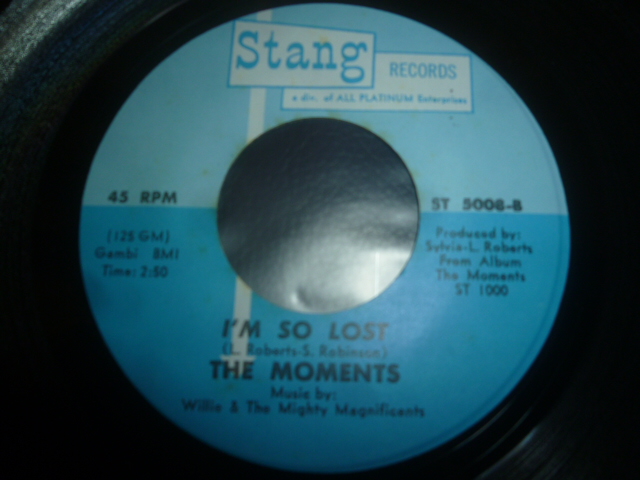 Stang
RECORDS
a div. of ALL PLATINUM Enterprises
45 RPM
ST 5008-B
(125 GM)
Gambi BMI
Time: 2:50
Produced by:
Sylvia-L. Roberts
From Album
The Moments
ST 1000
I'M SO LOST
(L. Roberts-S. Robinson)
THE MOMENTS
Music by:
Willie & The Mighty Magnificents